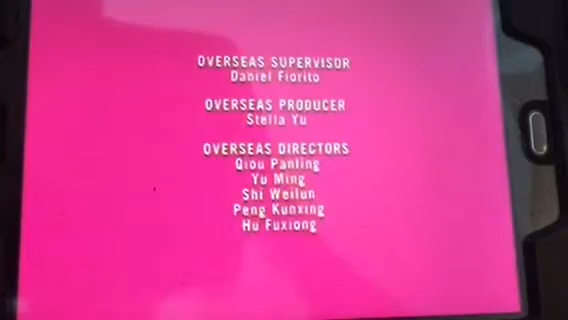 OVERSEAS SUPERVISOR
Daniel Fiorito
OVERSEAS PRODUCER
Stella Yu
OVERSEAS DIRECTORS
Qiou Panting
Yu Ming
Shi Weilun
Peng Kunxing
Hu Fuxiong